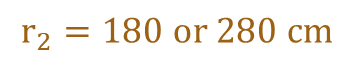 r₂ = 180 or 280 cm